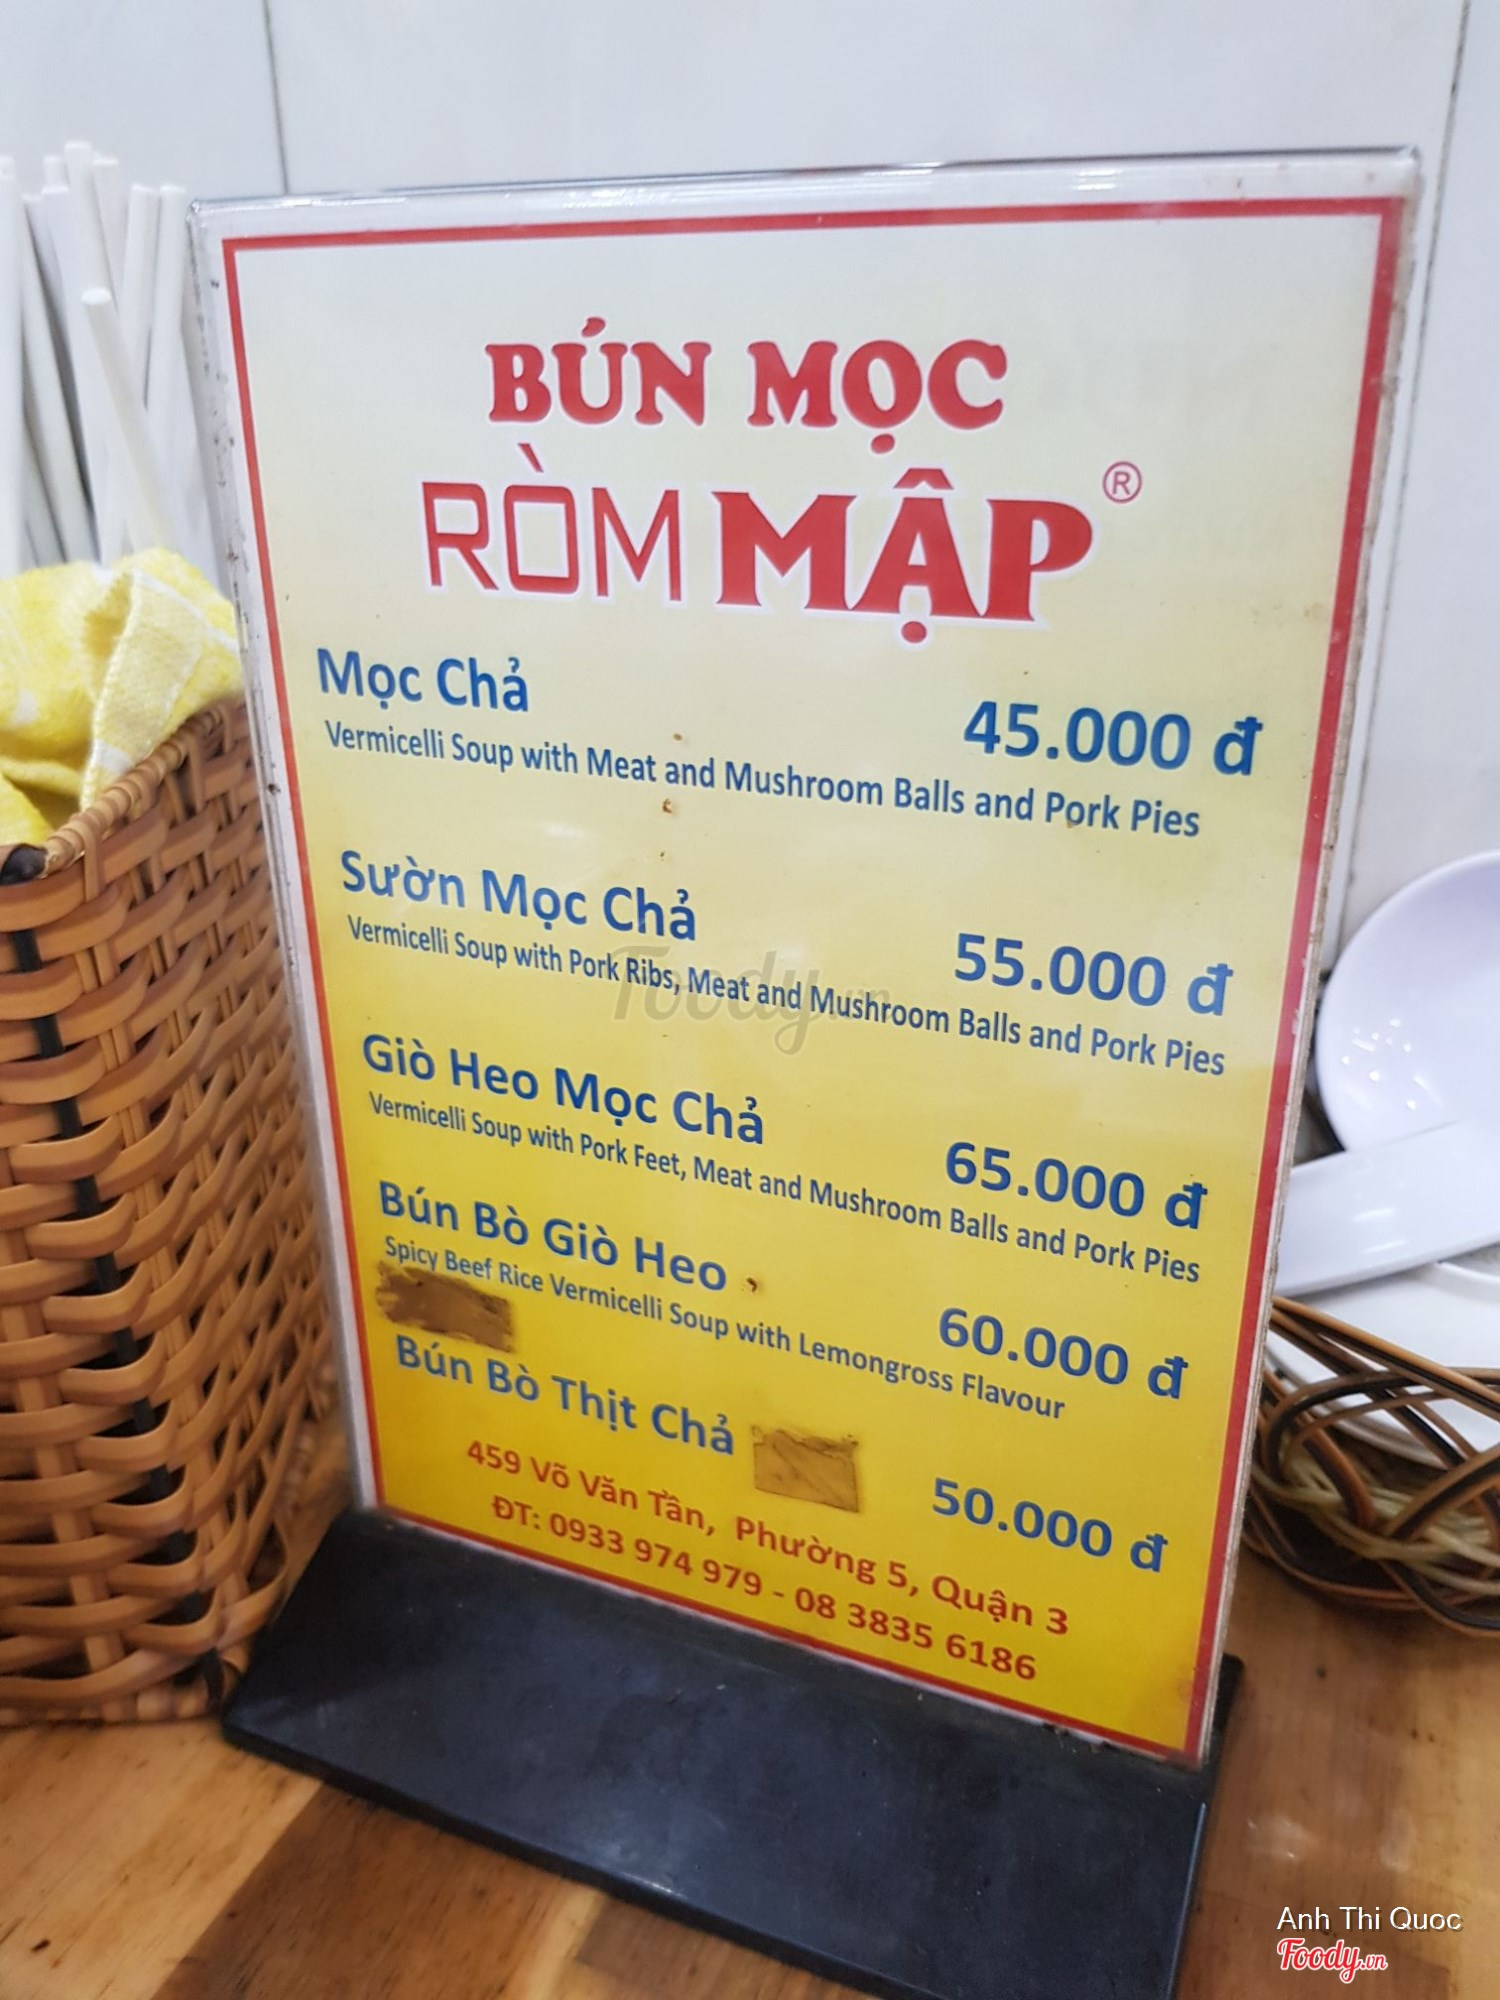 BÚN MỌC
RÒM MẬP ®
Mọc Chả 45.000 đ
Vermicelli Soup with Meat and Mushroom Balls and Pork Pies
Sườn Mọc Chả 55.000 đ
Vermicelli Soup with Pork Ribs, Meat and Mushroom Balls and Pork Pies
Giò Heo Mọc Chả 65.000 đ
Vermicelli Soup with Pork Feet, Meat and Mushroom Balls and Pork Pies
Bún Bò Giò Heo 60.000 đ
Spicy Beef Rice Vermicelli Soup with Lemongross Flavour
Bún Bò Thịt Chả 50.000 đ
459 Võ Văn Tần, Phường 5, Quận 3
ĐT: 0933 974 979 - 08 3835 6186
Foody.vn
Anh Thi Quoc
Foody.vn